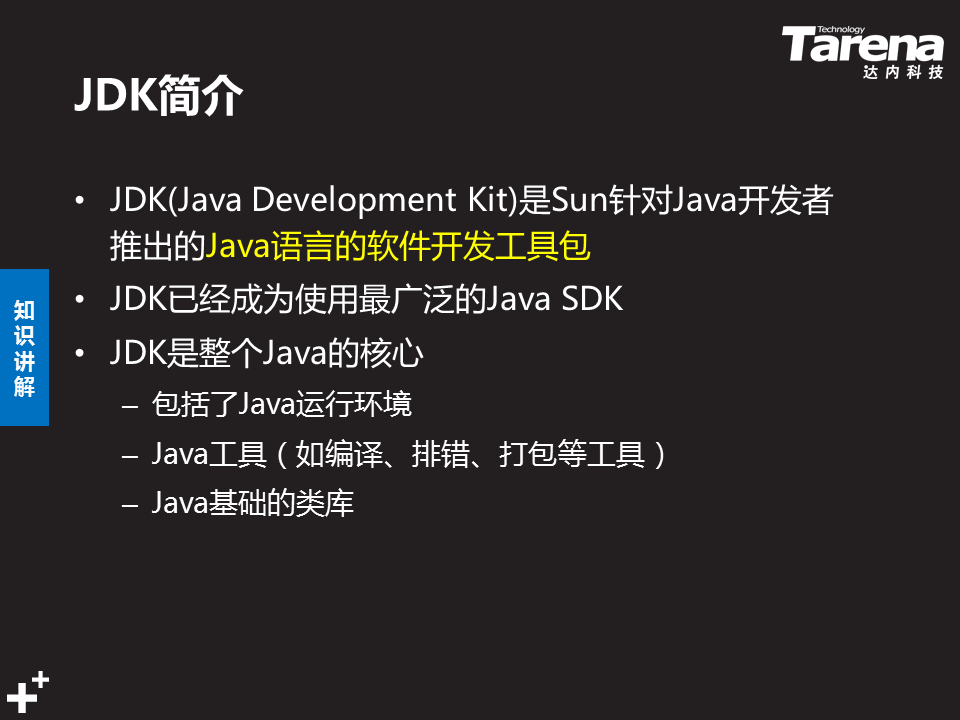 Technology
Tarena
达内科技
JDK简介
• JDK(Java Development Kit)是Sun针对Java开发者
推出的Java语言的软件开发工具包
• JDK已经成为使用最广泛的Java SDK
• JDK是整个Java的核心
– 包括了Java运行环境
– Java工具（如编译、排错、打包等工具）
– Java基础的类库
知
识
讲
解